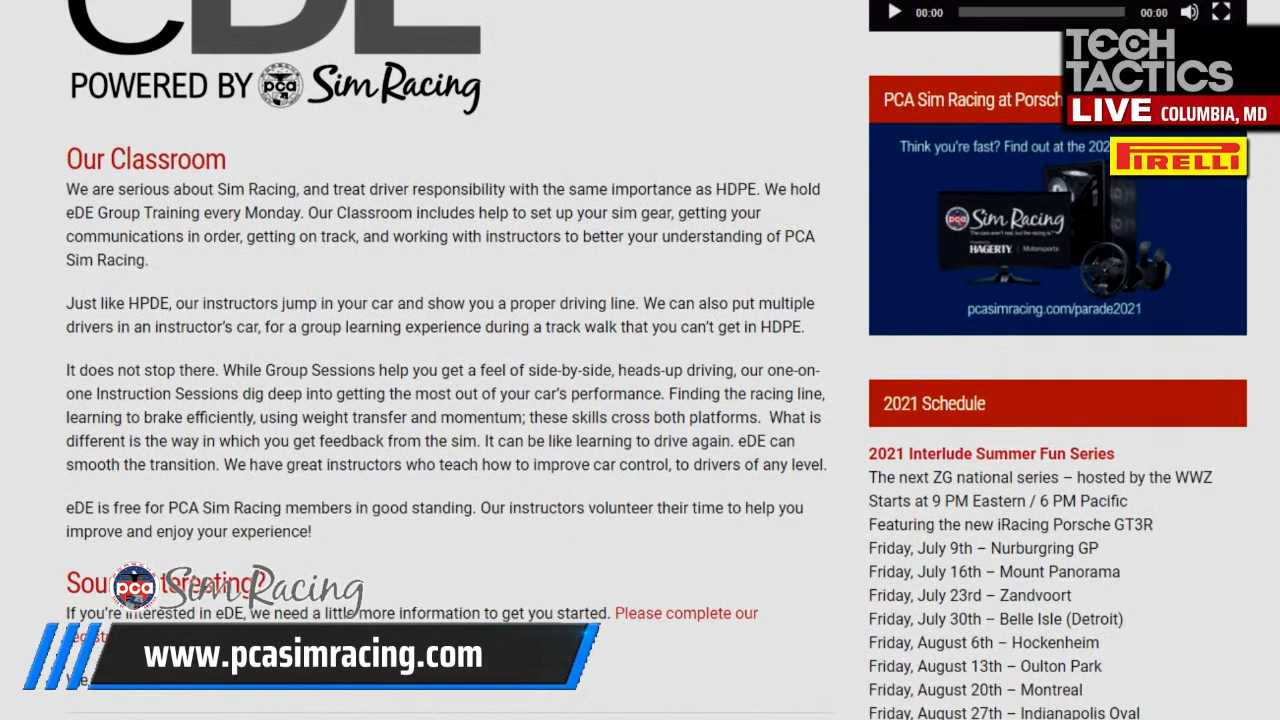 eDE
POWERED BY pca Sim Racing
Our Classroom
We are serious about Sim Racing, and treat driver responsibility with the same importance as HDPE. We hold
eDE Group Training every Monday. Our Classroom includes help to set up your sim gear, getting your
communications in order, getting on track, and working with instructors to better your understanding of PCA
Sim Racing.
Just like HPDE, our instructors jump in your car and show you a proper driving line. We can also put multiple
drivers in an instructor's car, for a group learning experience during a track walk that you can't get in HDPE.
It does not stop there. While Group Sessions help you get a feel of side-by-side, heads-up driving, our one-on-
one Instruction Sessions dig deep into getting the most out of your car's performance. Finding the racing line,
learning to brake efficiently, using weight transfer and momentum; these skills cross both platforms. What is
different is the way in which you get feedback from the sim. It can be like learning to drive again. eDE can
smooth the transition. We have great instructors who teach how to improve car control, to drivers of any level.
eDE is free for PCA Sim Racing members in good standing. Our instructors volunteer their time to help you
improve and enjoy your experience!
pca Sim Racing
If you're interested in eDE, we need a little more information to get you started. Please complete our
www.pcasimracing.com
00:00 00:00
TECH
TACTICS
LIVE COLUMBIA, MD
PIRELLI
PCA Sim Racing at Porsch
Think you're fast? Find out at the 202
pca Sim Racing
HAGERTY | Motorsports
pcasimracing.com/parade2021
2021 Schedule
2021 Interlude Summer Fun Series
The next ZG national series – hosted by the WWZ
Starts at 9 PM Eastern / 6 PM Pacific
Featuring the new iRacing Porsche GT3R
Friday, July 9th – Nurburgring GP
Friday, July 16th – Mount Panorama
Friday, July 23rd – Zandvoort
Friday, July 30th – Belle Isle (Detroit)
Friday, August 6th – Hockenheim
Friday, August 13th – Oulton Park
Friday, August 20th – Montreal
Friday, August 27th – Indianapolis Oval